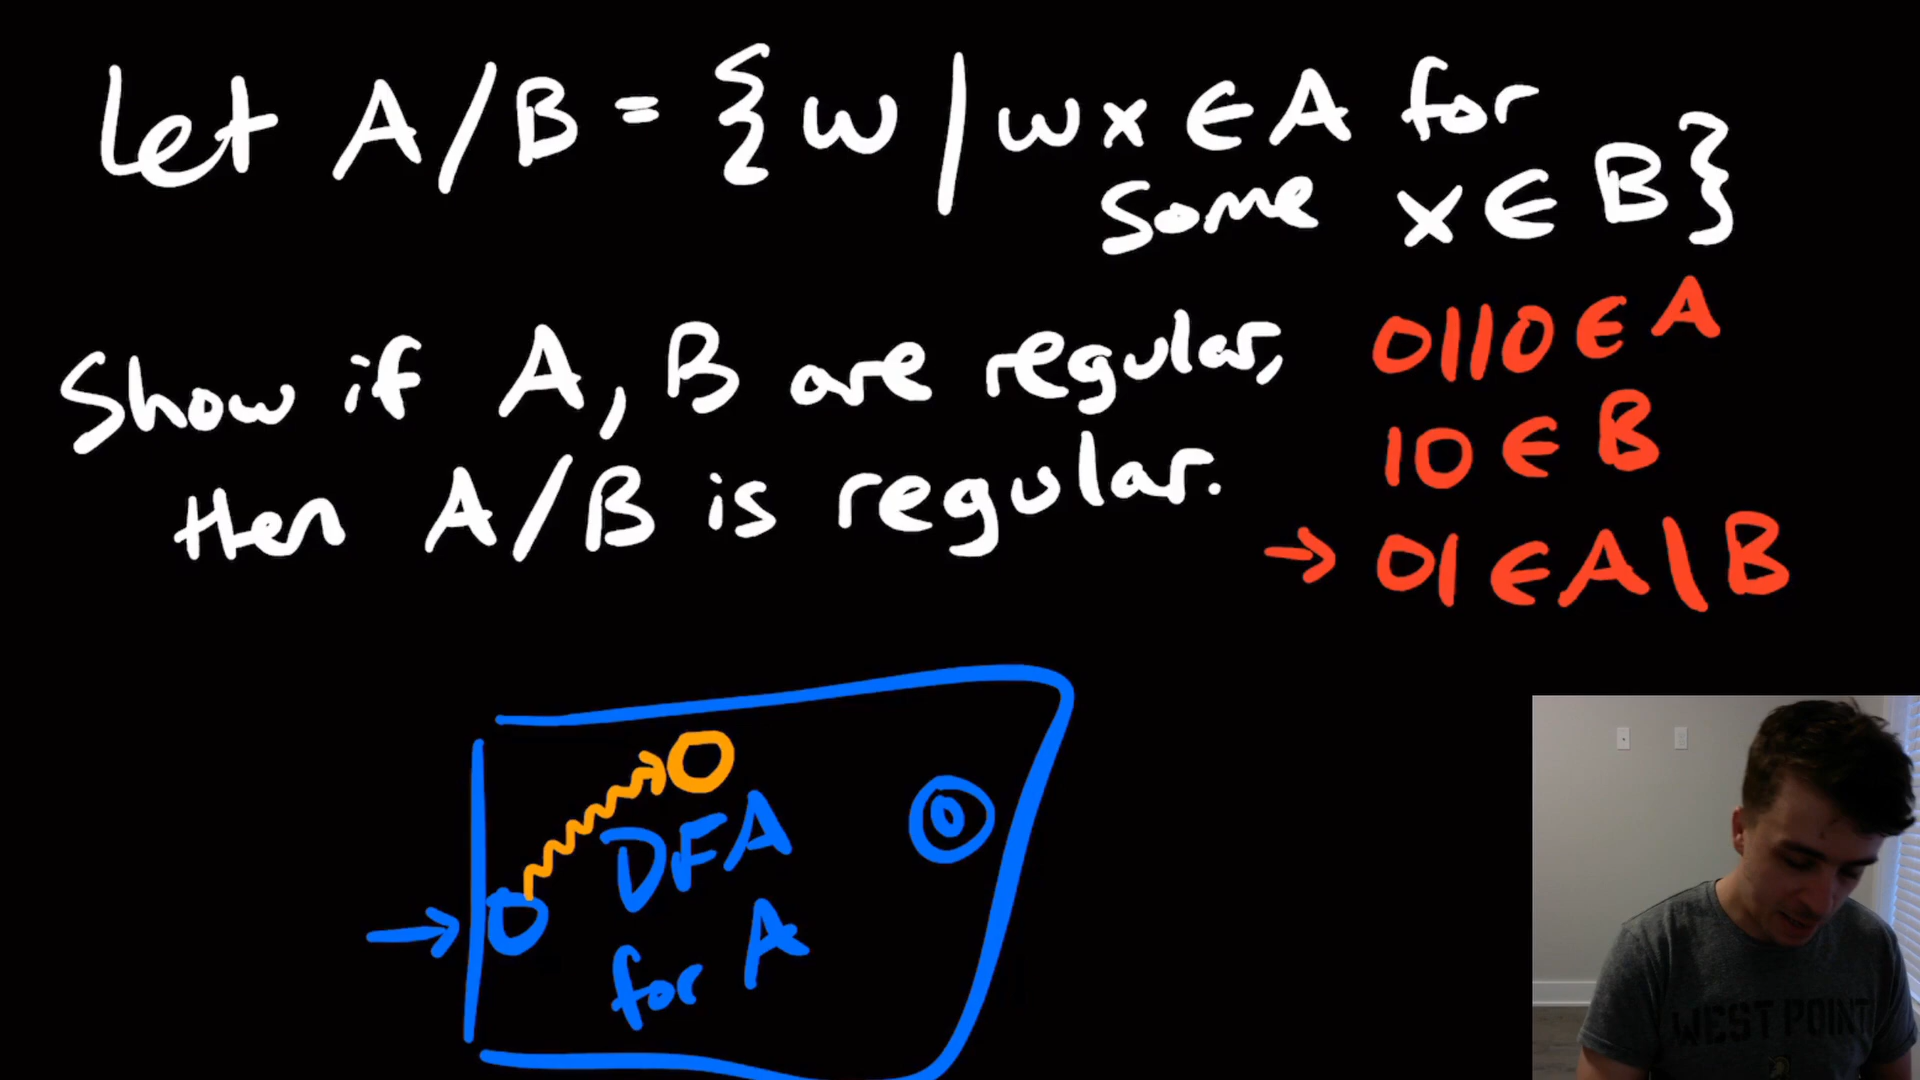 Let A/B = {w | wx ∈ A for
some x ∈ B}
Show if A, B are regular,
then A/B is regular.
0110 ∈ A
10 ∈ B
→ 01 ∈ A \ B
DFA
for A
WEST POINT